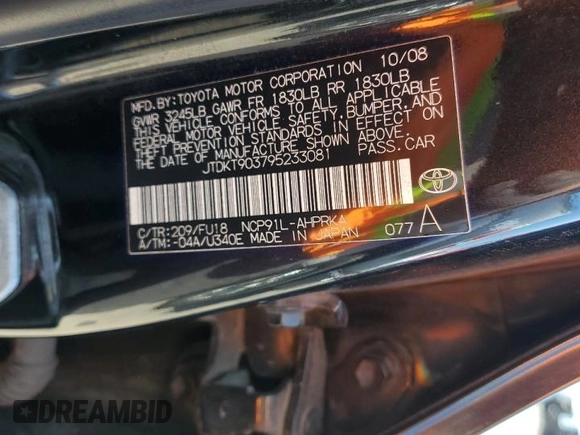 MFD.BY:TOYOTA MOTOR CORPORATION 10/08
GVWR 3245LB GAWR FR 1830LB RR 1830LB
THIS VEHICLE CONFORMS TO ALL APPLICABLE
FEDERAL MOTOR VEHICLE SAFETY,BUMPER,AND
THEFT PREVENTION STANDARDS IN EFFECT ON
THE DATE OF MANUFACTURE SHOWN ABOVE.
JTDKT903795233081 PASS.CAR
C/TR:209/FU18 NCP91L-AHPRKA
A/TM:-04A/U340E MADE IN JAPAN 077 A
DREAMBID